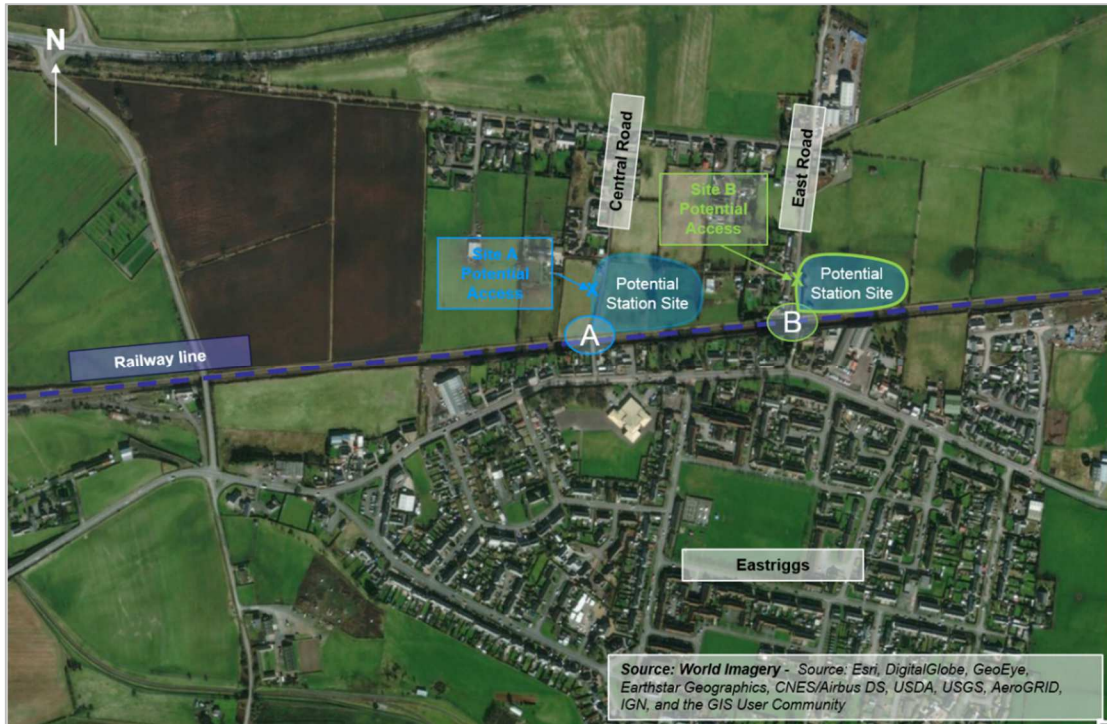 N
Central Road
East Road
Site B
Potential
Access
Site A
Potential
Access
Potential
Station Site
Potential
Station Site
A
B
Railway line
Eastriggs
Source: World Imagery - Source: Esri, DigitalGlobe, GeoEye,
Earthstar Geographics, CNES/Airbus DS, USDA, USGS, AeroGRID,
IGN, and the GIS User Community